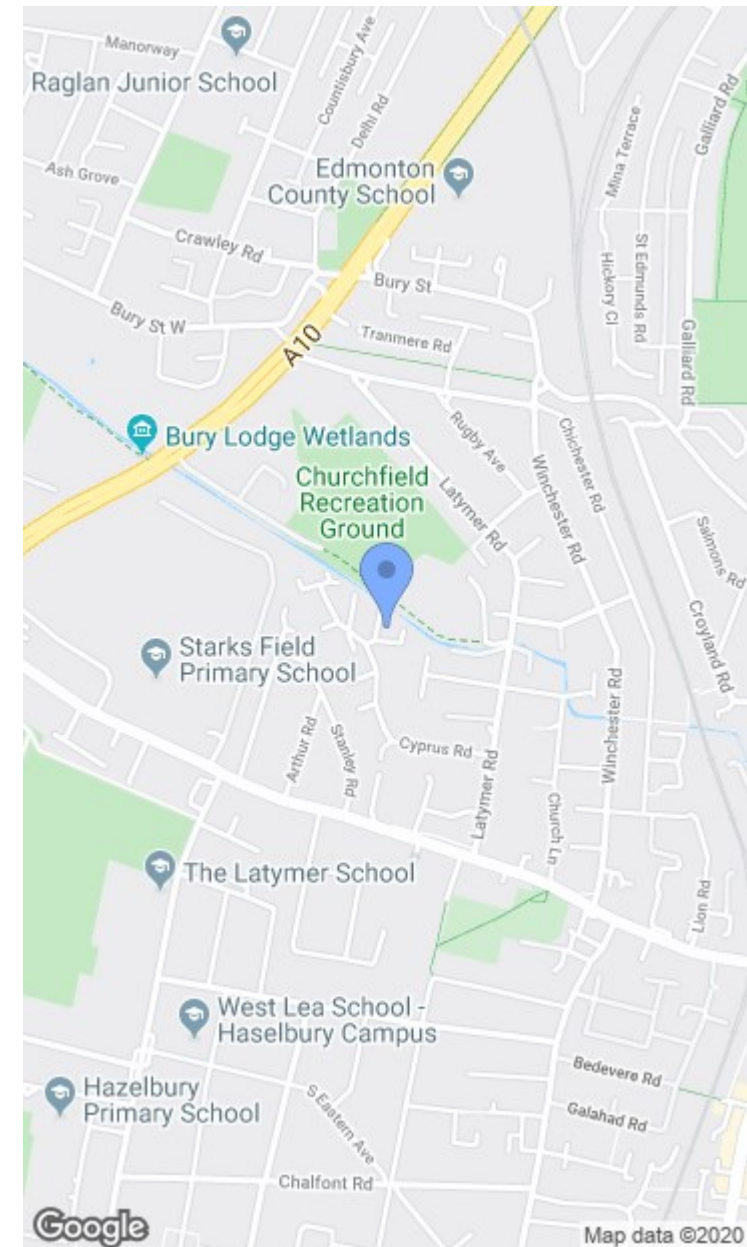 Manorway
Raglan Junior School
Countisbury Ave
Delhi Rd
Galliard Rd
Mina Terrace
Edmonton
County School
Ash Grove
Crawley Rd
Bury St
St Edmunds Rd
Hickory Cl
Bury St W
A10
Tranmere Rd
Galliard Rd
Bury Lodge Wetlands
Rugby Ave
Chichester Rd
Churchfield
Recreation
Ground
Latymer Rd
Winchester Rd
Salmons Rd
Croyland Rd
Starks Field
Primary School
Arthur Rd
Stanley Rd
Cyprus Rd
Latymer Rd
Winchester Rd
Church Ln
The Latymer School
Lion Rd
West Lea School -
Haselbury Campus
Bedevere Rd
Hazelbury
Primary School
S Eastern Ave
Galahad Rd
Chalfont Rd
Google
Map data ©2020